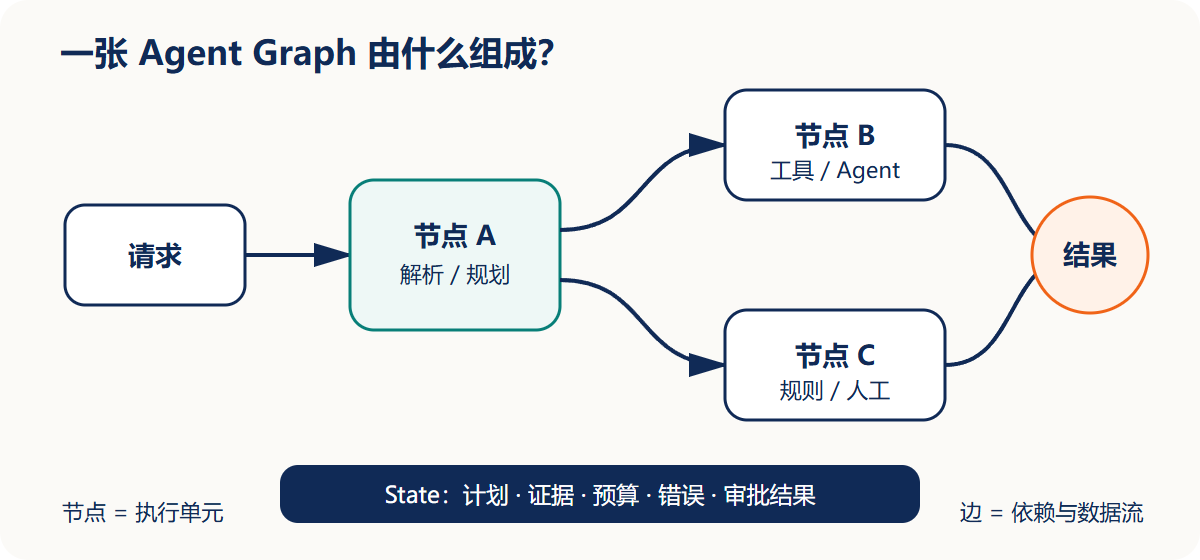 一张 Agent Graph 由什么组成？
请求
节点 A
解析 / 规划
节点 B
工具 / Agent
节点 C
规则 / 人工
结果
State：计划 · 证据 · 预算 · 错误 · 审批结果
节点 = 执行单元
边 = 依赖与数据流